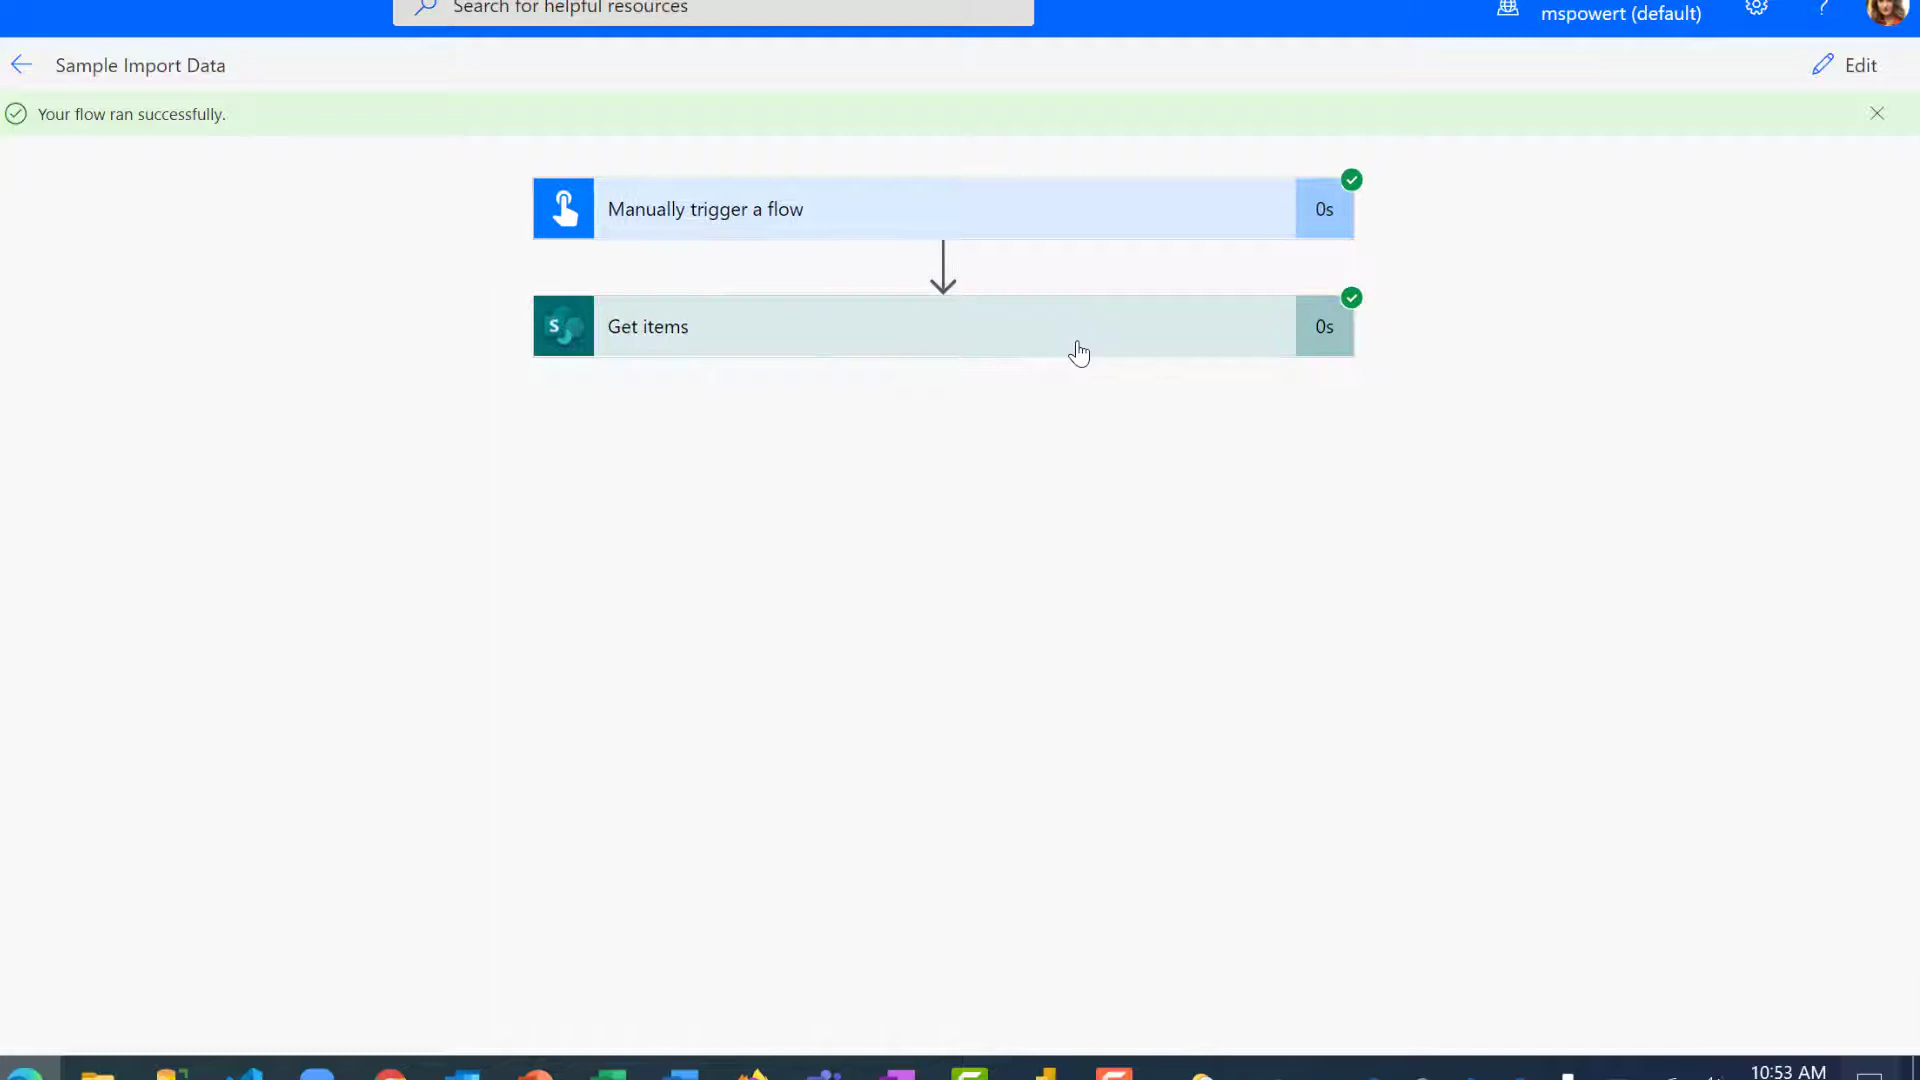 Search for helpful resources
mspowert (default)
?
Sample Import Data
Edit
Your flow ran successfully.
Manually trigger a flow
0s
S
Get items
0s
10:53 AM